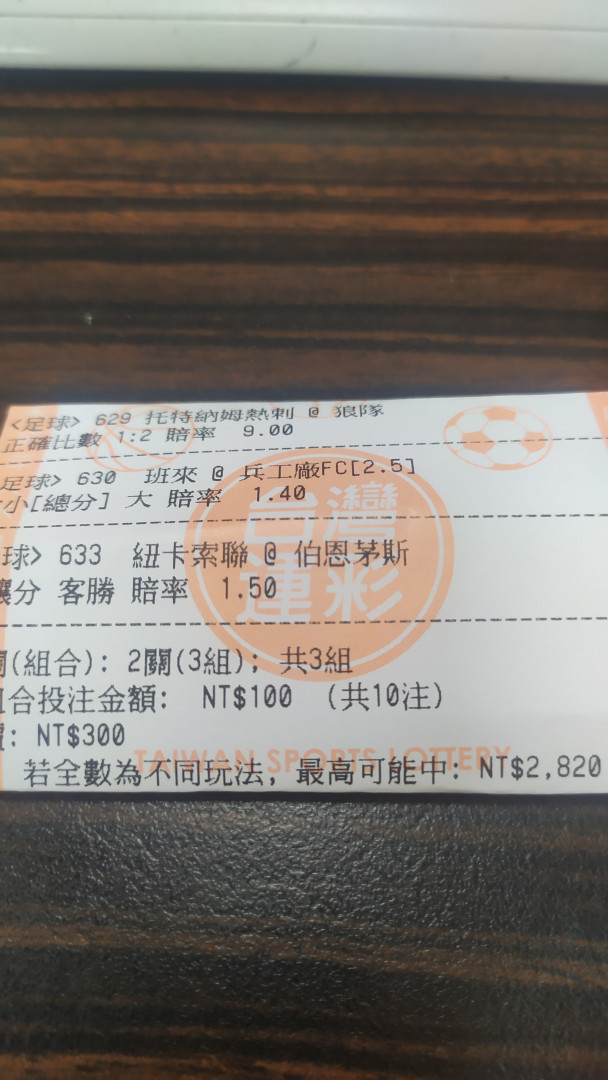 <足球> 629 托特納姆熱刺 @ 狼隊
正確比數 1:2 賠率 9.00
足球> 630 班來 @ 兵工廠FC[2.5]
小[總分] 大 賠率 1.40
球> 633 紐卡索聯 @ 伯恩茅斯
讓分 客勝 賠率 1.50
(組合): 2關(3組); 共3組
組合投注金額: NT$100 (共10注)
: NT$300
若全數為不同玩法, 最高可能中: NT$2,820
台灣
運彩
TAIWAN SPORTS LOTTERY